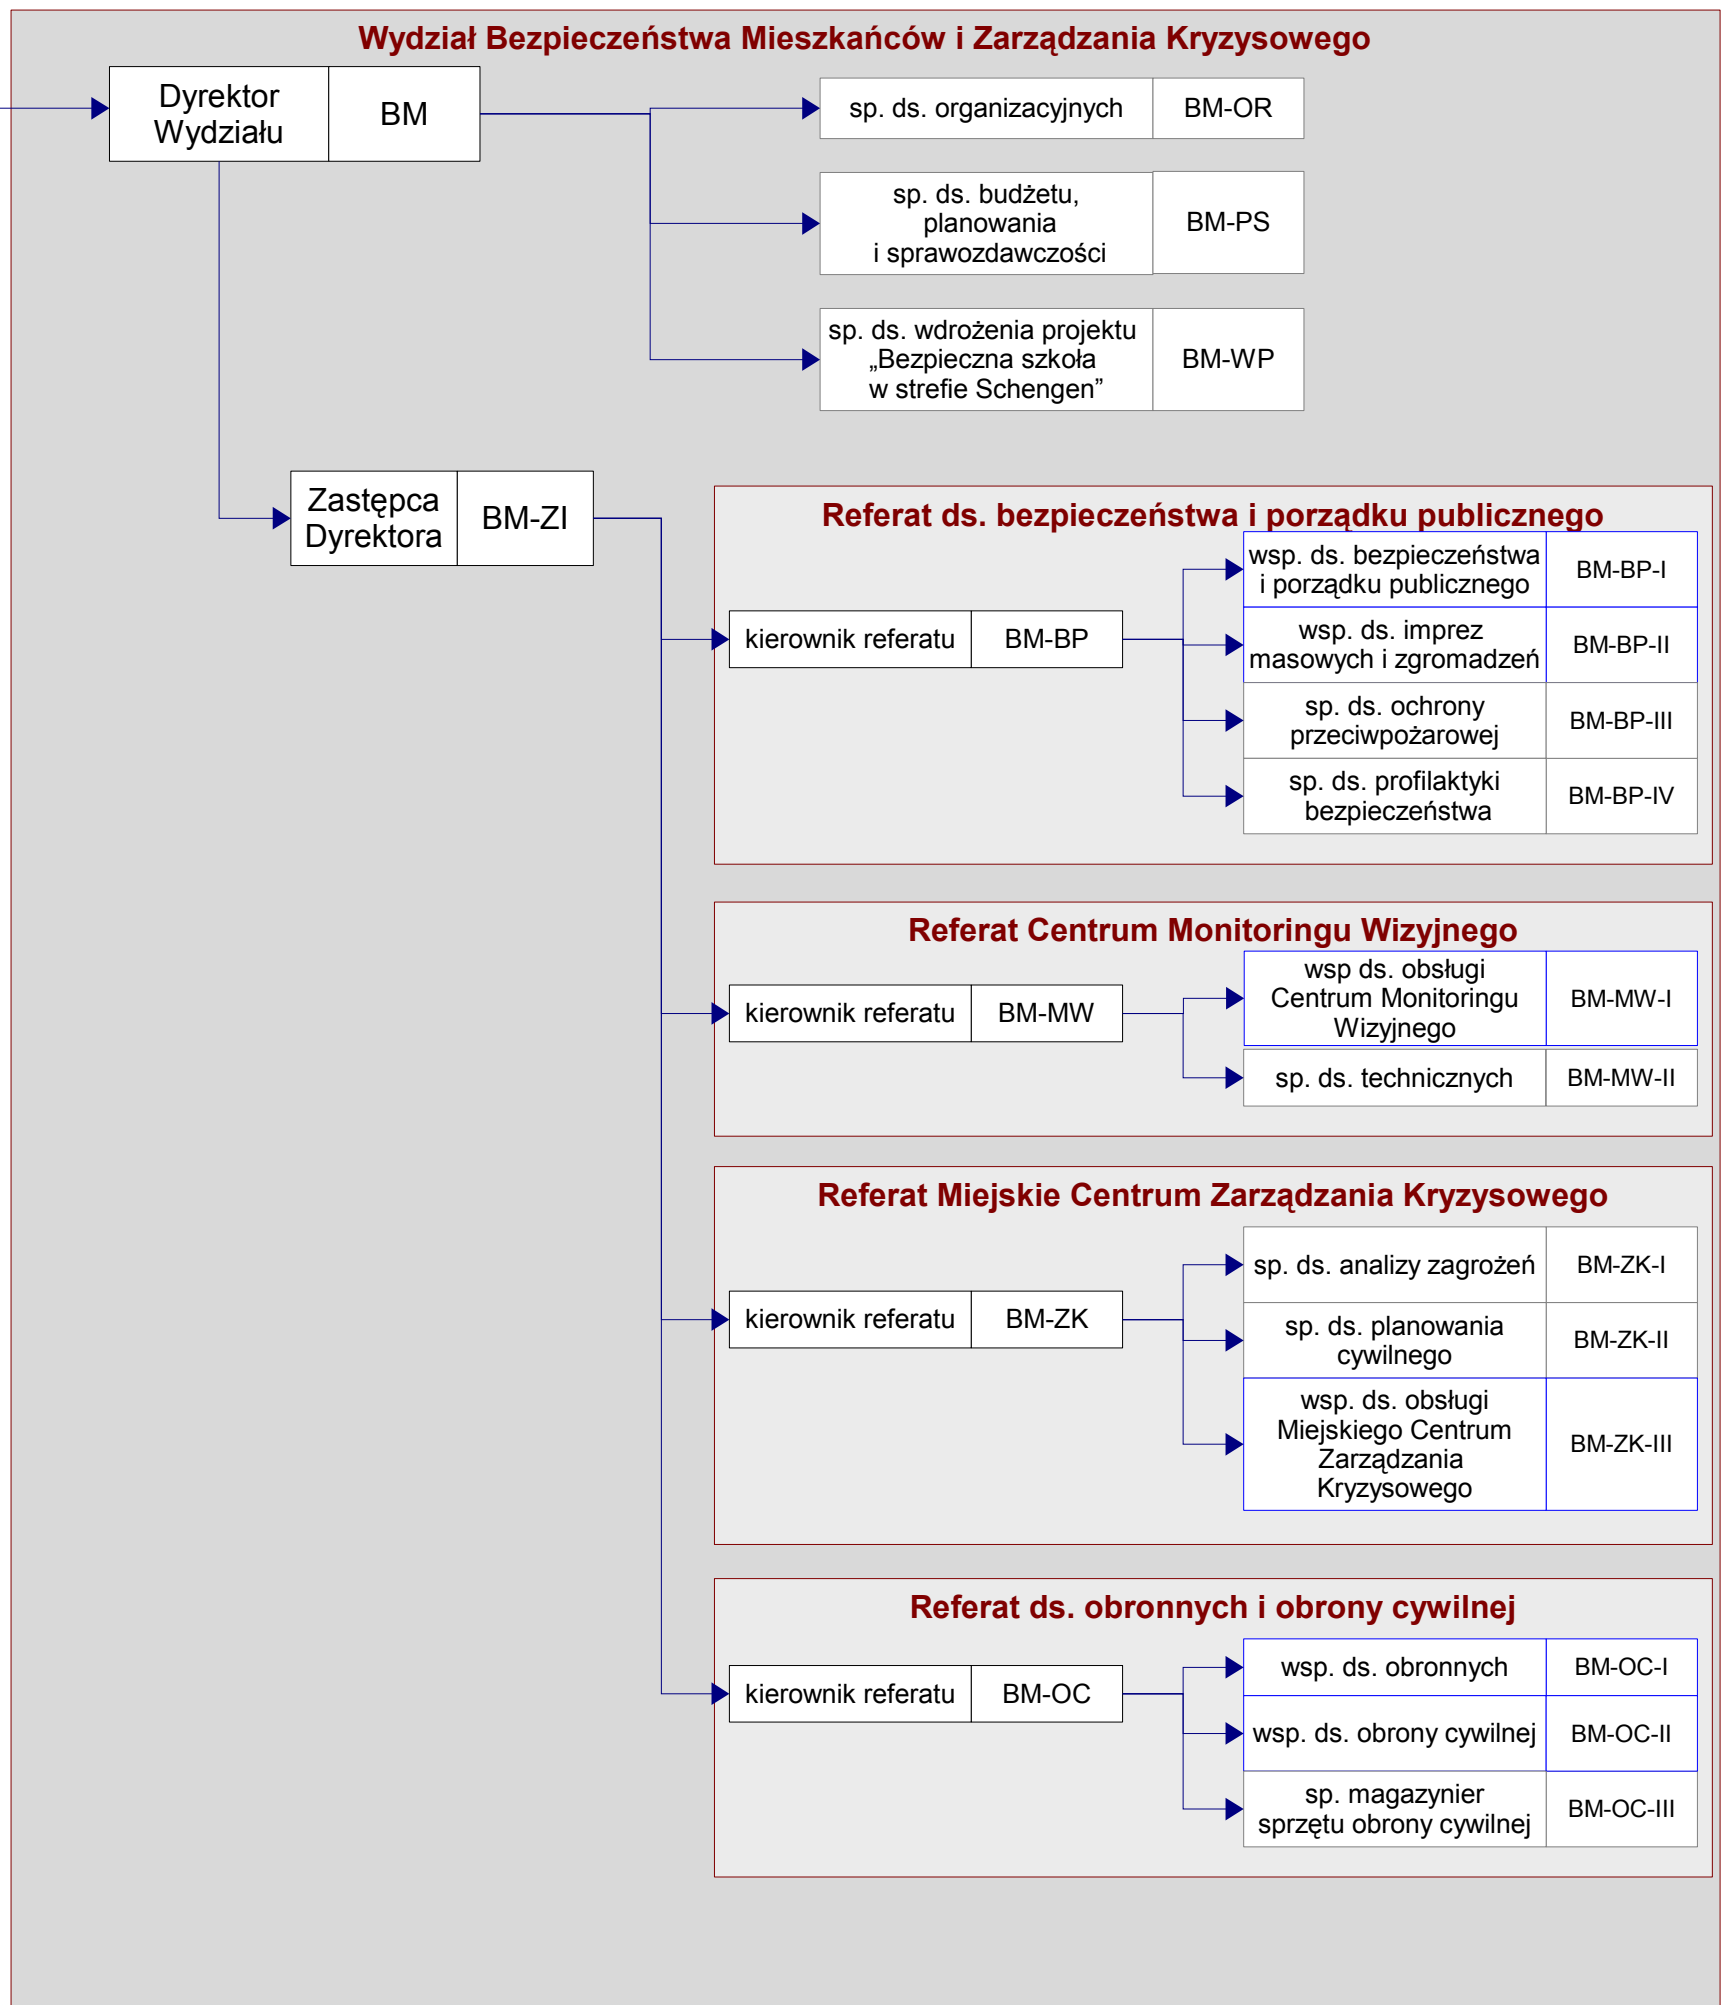 Wydział Bezpieczeństwa Mieszkańców i Zarządzania Kryzysowego
Dyrektor
Wydziału
BM
sp. ds. organizacyjnych
BM-OR
sp. ds. budżetu,
planowania
i sprawozdawczości
BM-PS
sp. ds. wdrożenia projektu
„Bezpieczna szkoła
w strefie Schengen”
BM-WP
Zastępca
Dyrektora
BM-ZI
Referat ds. bezpieczeństwa i porządku publicznego
kierownik referatu
BM-BP
wsp. ds. bezpieczeństwa
i porządku publicznego
BM-BP-I
wsp. ds. imprez
masowych i zgromadzeń
BM-BP-II
sp. ds. ochrony
przeciwpożarowej
BM-BP-III
sp. ds. profilaktyki
bezpieczeństwa
BM-BP-IV
Referat Centrum Monitoringu Wizyjnego
kierownik referatu
BM-MW
wsp ds. obsługi
Centrum Monitoringu
Wizyjnego
BM-MW-I
sp. ds. technicznych
BM-MW-II
Referat Miejskie Centrum Zarządzania Kryzysowego
kierownik referatu
BM-ZK
sp. ds. analizy zagrożeń
BM-ZK-I
sp. ds. planowania
cywilnego
BM-ZK-II
wsp. ds. obsługi
Miejskiego Centrum
Zarządzania
Kryzysowego
BM-ZK-III
Referat ds. obronnych i obrony cywilnej
kierownik referatu
BM-OC
wsp. ds. obronnych
BM-OC-I
wsp. ds. obrony cywilnej
BM-OC-II
sp. magazynier
sprzętu obrony cywilnej
BM-OC-III